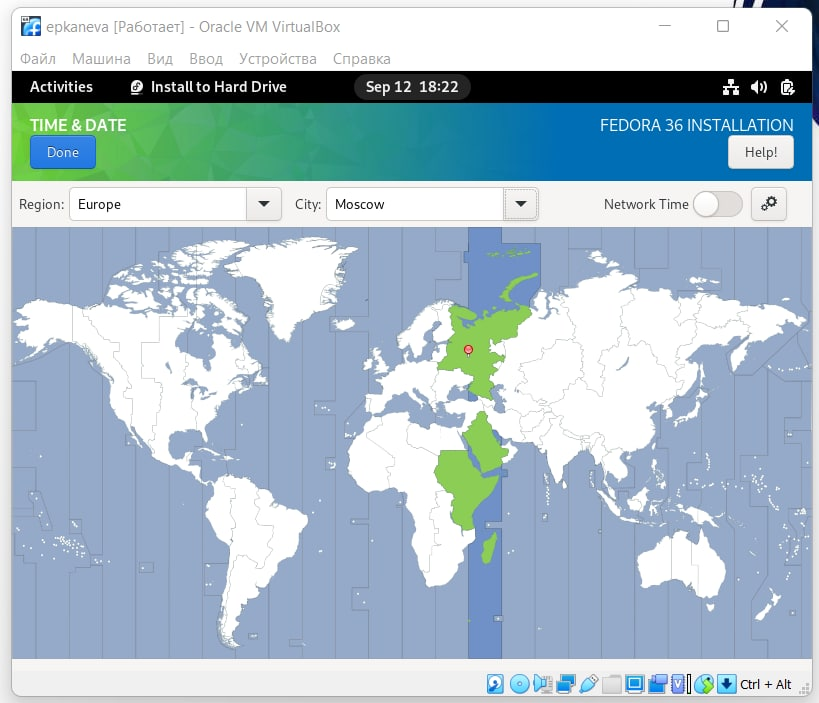 epkaneva [Работает] - Oracle VM VirtualBox
Файл Машина Вид Ввод Устройства Справка
Activities Install to Hard Drive Sep 12 18:22
TIME & DATE FEDORA 36 INSTALLATION
Done Help!
Region: Europe City: Moscow Network Time
Ctrl + Alt